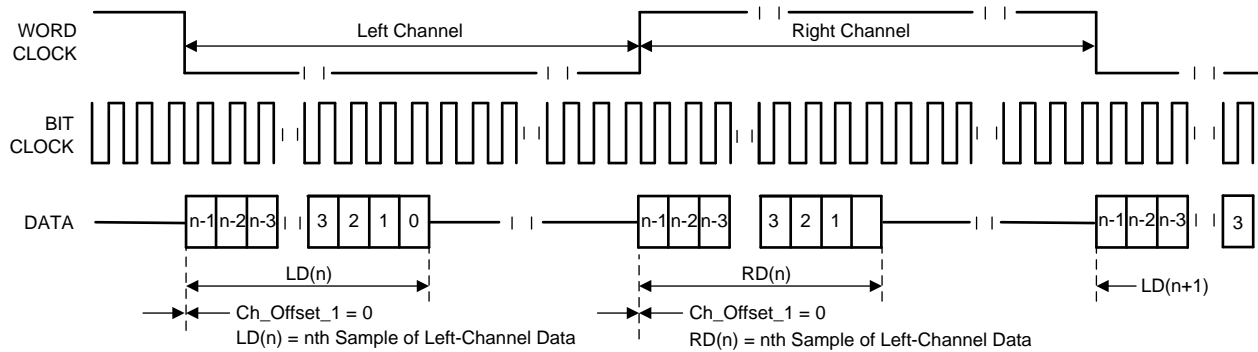 WORD
CLOCK
Left Channel
Right Channel
BIT
CLOCK
DATA
n-1 n-2 n-3 3 2 1 0
n-1 n-2 n-3 3 2 1
n-1 n-2 n-3 3
LD(n)
RD(n)
LD(n+1)
Ch_Offset_1 = 0
Ch_Offset_1 = 0
LD(n) = nth Sample of Left-Channel Data
RD(n) = nth Sample of Left-Channel Data